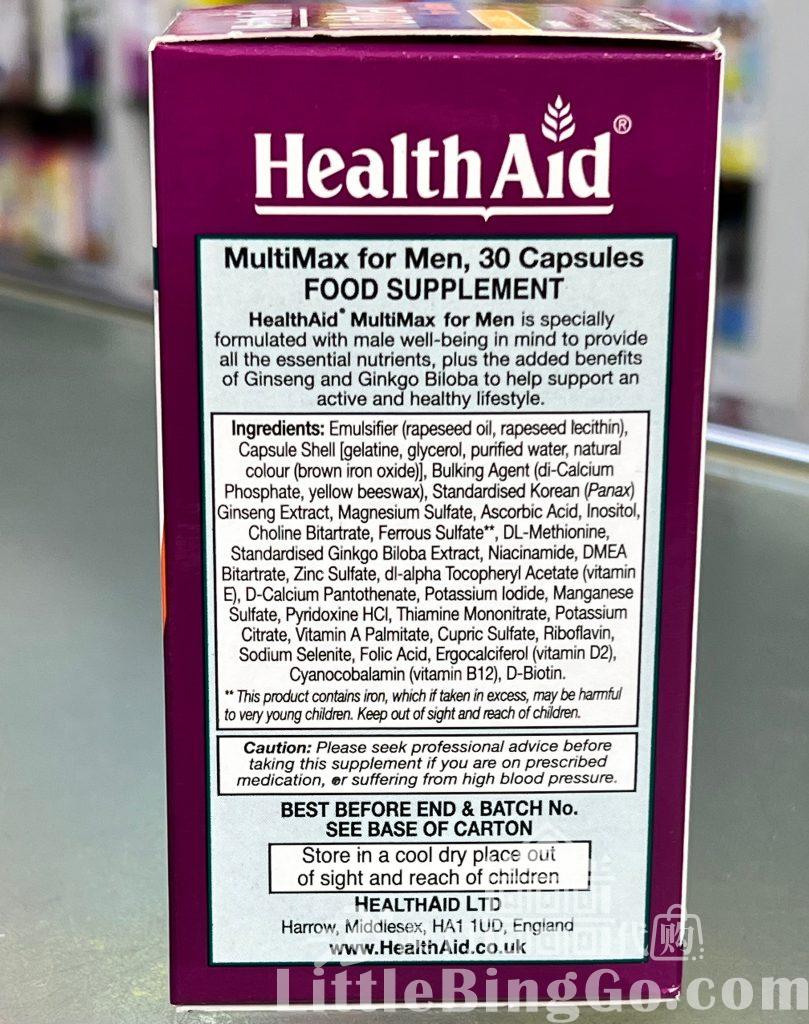 HealthAid®
MultiMax for Men, 30 Capsules
FOOD SUPPLEMENT
HealthAid® MultiMax for Men is specially
formulated with male well-being in mind to provide
all the essential nutrients, plus the added benefits
of Ginseng and Ginkgo Biloba to help support an
active and healthy lifestyle.
Ingredients: Emulsifier (rapeseed oil, rapeseed lecithin),
Capsule Shell [gelatine, glycerol, purified water, natural
colour (brown iron oxide)], Bulking Agent (di-Calcium
Phosphate, yellow beeswax), Standardised Korean (Panax)
Ginseng Extract, Magnesium Sulfate, Ascorbic Acid, Inositol,
Choline Bitartrate, Ferrous Sulfate**, DL-Methionine,
Standardised Ginkgo Biloba Extract, Niacinamide, DMEA
Bitartrate, Zinc Sulfate, dl-alpha Tocopheryl Acetate (vitamin
E), D-Calcium Pantothenate, Potassium Iodide, Manganese
Sulfate, Pyridoxine HCl, Thiamine Mononitrate, Potassium
Citrate, Vitamin A Palmitate, Cupric Sulfate, Riboflavin,
Sodium Selenite, Folic Acid, Ergocalciferol (vitamin D2),
Cyanocobalamin (vitamin B12), D-Biotin.
** This product contains iron, which if taken in excess, may be harmful
to very young children. Keep out of sight and reach of children.
Caution: Please seek professional advice before
taking this supplement if you are on prescribed
medication, or suffering from high blood pressure.
BEST BEFORE END & BATCH No.
SEE BASE OF CARTON
Store in a cool dry place out
of sight and reach of children
HEALTHAID LTD
Harrow, Middlesex, HA1 1UD, England
www.HealthAid.co.uk
代购
LittleBingGo.com